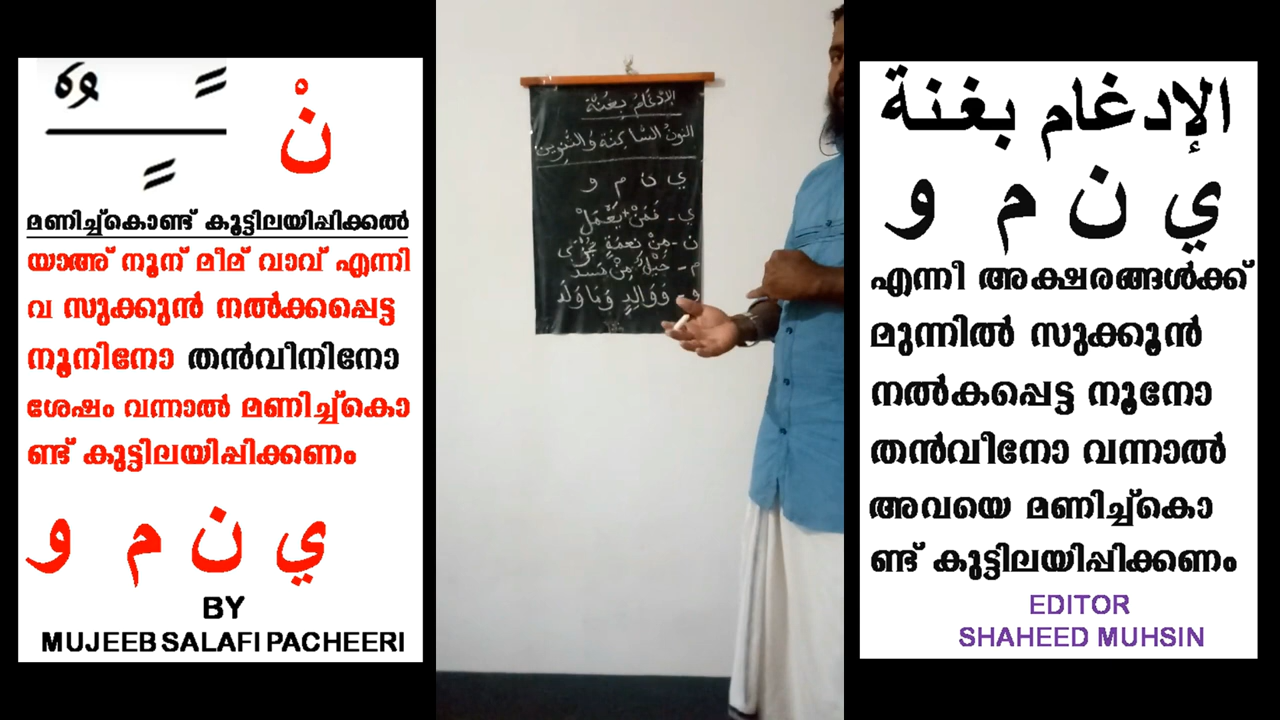 نْ
മണിച്ച്കൊണ്ട് കൂട്ടിലയിപ്പിക്കൽ
യാഅ് നൂന് മീമ് വാവ് എന്നി
വ സുക്കുൻ നൽക്കപ്പെട്ട
നൂനിനോ തൻവീനിനോ
ശേഷം വന്നാൽ മണിച്ച്കൊ
ണ്ട് കൂട്ടിലയിപ്പിക്കണം
ي ن م و
BY
MUJEEB SALAFI PACHEERI
الإدغام بغنة
النون الساكنة والتنوين
ي ن م و
ي - فمن يعمل
ن - من نعمة
م - حبل من مسد
و - ووالد وما ولد
الإدغام بغنة
ي ن م و
എന്നീ അക്ഷരങ്ങൾക്ക്
മുന്നിൽ സുക്കൂൻ
നൽകപ്പെട്ട നൂനോ
തൻവീനോ വന്നാൽ
അവയെ മണിച്ച്കൊ
ണ്ട് കൂട്ടിലയിപ്പിക്കണം
EDITOR
SHAHEED MUHSIN